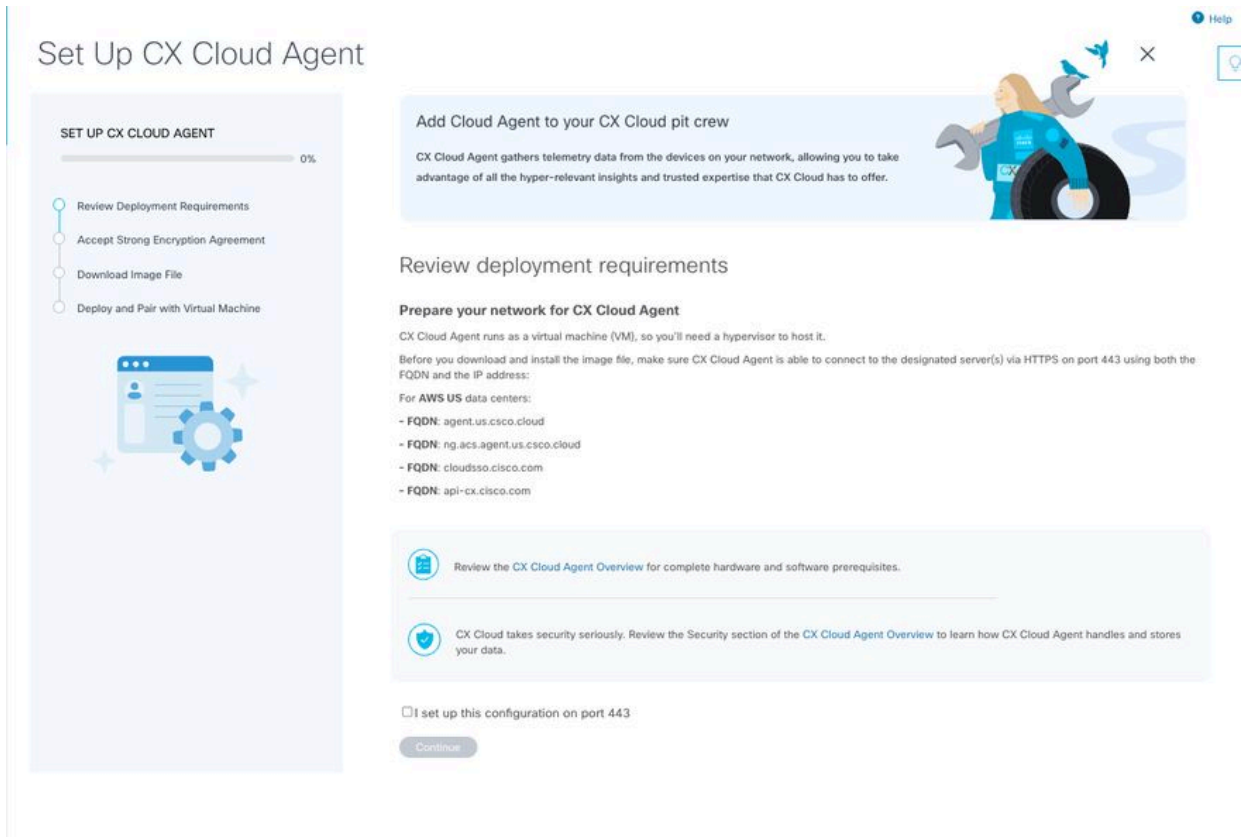 Help
Set Up CX Cloud Agent
SET UP CX CLOUD AGENT
0%
Review Deployment Requirements
Accept Strong Encryption Agreement
Download Image File
Deploy and Pair with Virtual Machine
Add Cloud Agent to your CX Cloud pit crew
CX Cloud Agent gathers telemetry data from the devices on your network, allowing you to take
advantage of all the hyper-relevant insights and trusted expertise that CX Cloud has to offer.
CX
Review deployment requirements
Prepare your network for CX Cloud Agent
CX Cloud Agent runs as a virtual machine (VM), so you'll need a hypervisor to host it.
Before you download and install the image file, make sure CX Cloud Agent is able to connect to the designated server(s) via HTTPS on port 443 using both the
FQDN and the IP address:
For AWS US data centers:
- FQDN: agent.us.csco.cloud
- FQDN: ng.acs.agent.us.csco.cloud
- FQDN: cloudsso.cisco.com
- FQDN: api-cx.cisco.com
Review the CX Cloud Agent Overview for complete hardware and software prerequisites.
CX Cloud takes security seriously. Review the Security section of the CX Cloud Agent Overview to learn how CX Cloud Agent handles and stores
your data.
I set up this configuration on port 443
Continue